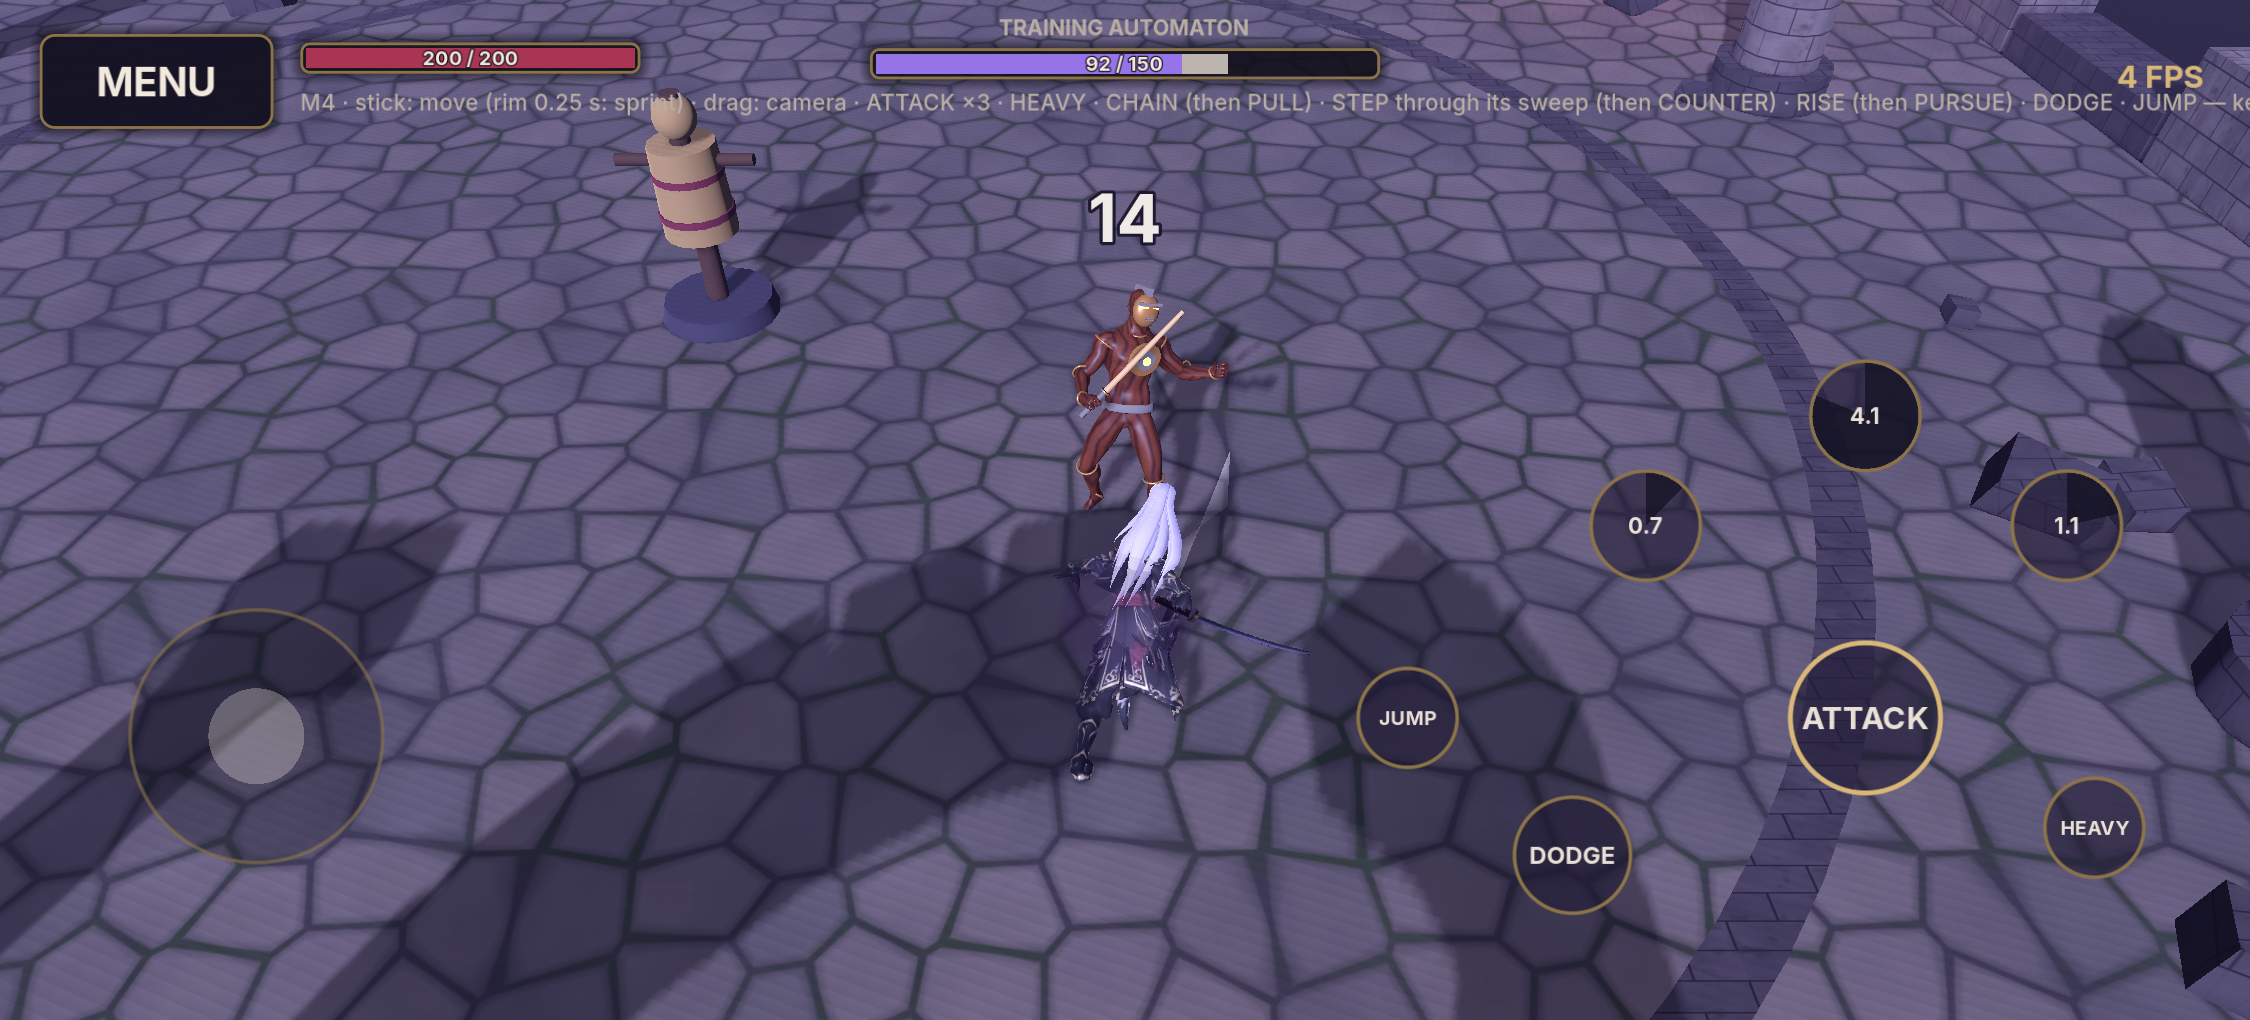 TRAINING AUTOMATON
MENU
200 / 200
92 / 150
4 FPS
M4 · stick: move (rim 0.25 s: sprint) · drag: camera · ATTACK ×3 · HEAVY · CHAIN (then PULL) · STEP through its sweep (then COUNTER) · RISE (then PURSUE) · DODGE · JUMP —
14
4.1
0.7
1.1
JUMP
ATTACK
HEAVY
DODGE